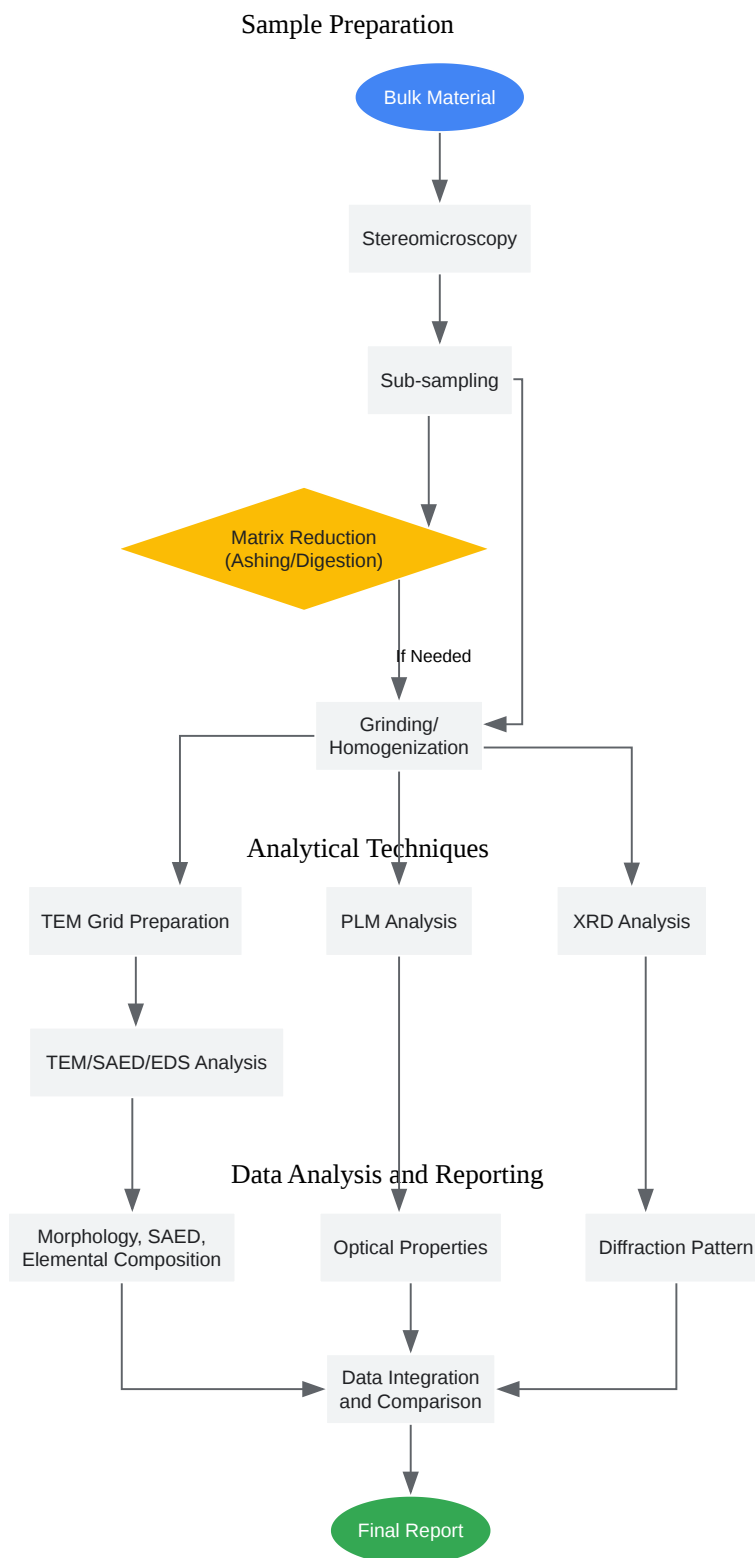 Sample Preparation
Bulk Material
Stereomicroscopy
Sub-sampling
Matrix Reduction
(Ashing/Digestion)
If Needed
Grinding/
Homogenization
Analytical Techniques
TEM Grid Preparation
PLM Analysis
XRD Analysis
TEM/SAED/EDS Analysis
Data Analysis and Reporting
Morphology, SAED,
Elemental Composition
Optical Properties
Diffraction Pattern
Data Integration
and Comparison
Final Report